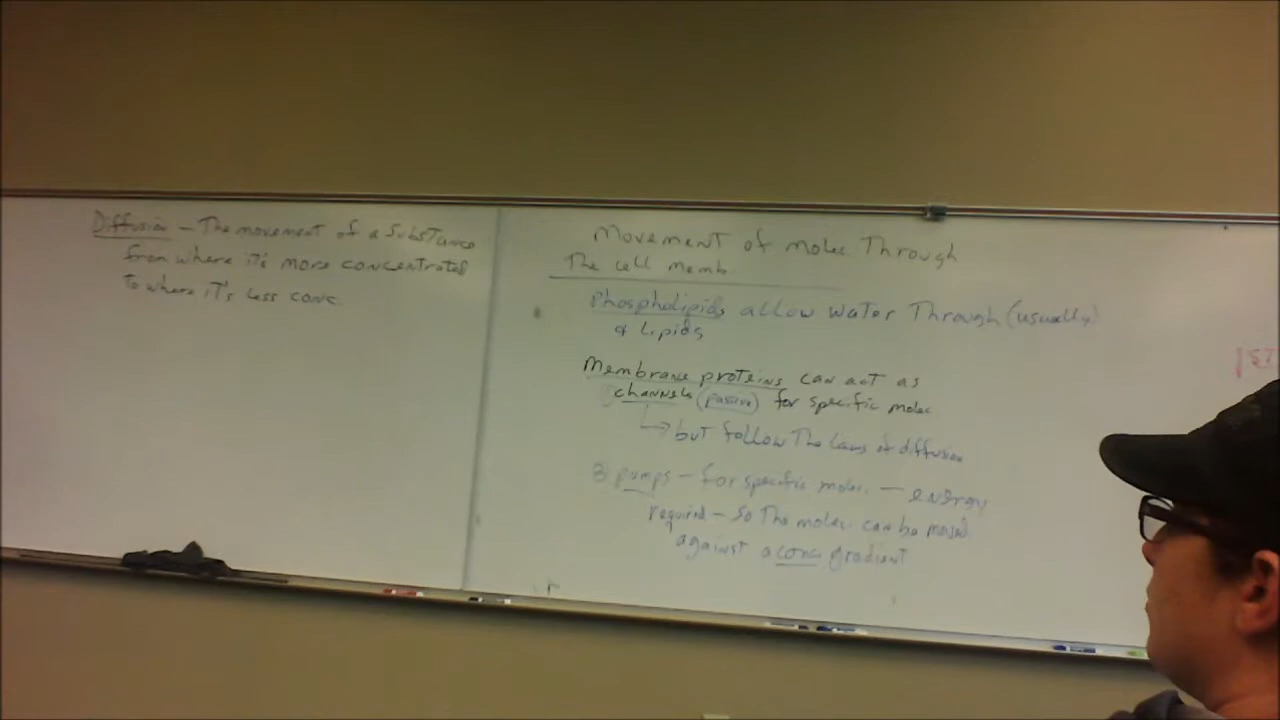 Diffusion - The movement of a substance
from where it's more concentrated
to where it's less conc.
Movement of molec. Through
The cell memb.
Phospholipids allow water Through (usually)
& Lipids
Membrane proteins can act as
channels (passive) for specific molec
but follow The laws of diffusion
pumps - for specific molec. - energy
required - so The molec can be moved
against a conc gradient